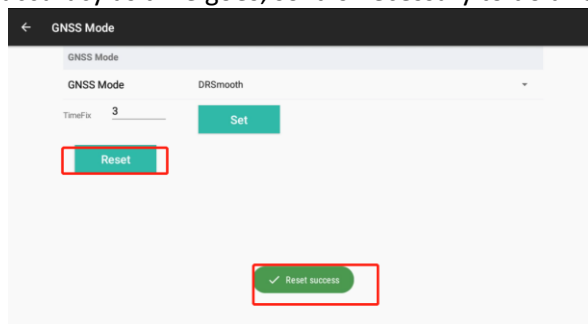 ← GNSS Mode
GNSS Mode
GNSS Mode DRSmooth
TimeFix 3 Set
Reset
✓ Reset success